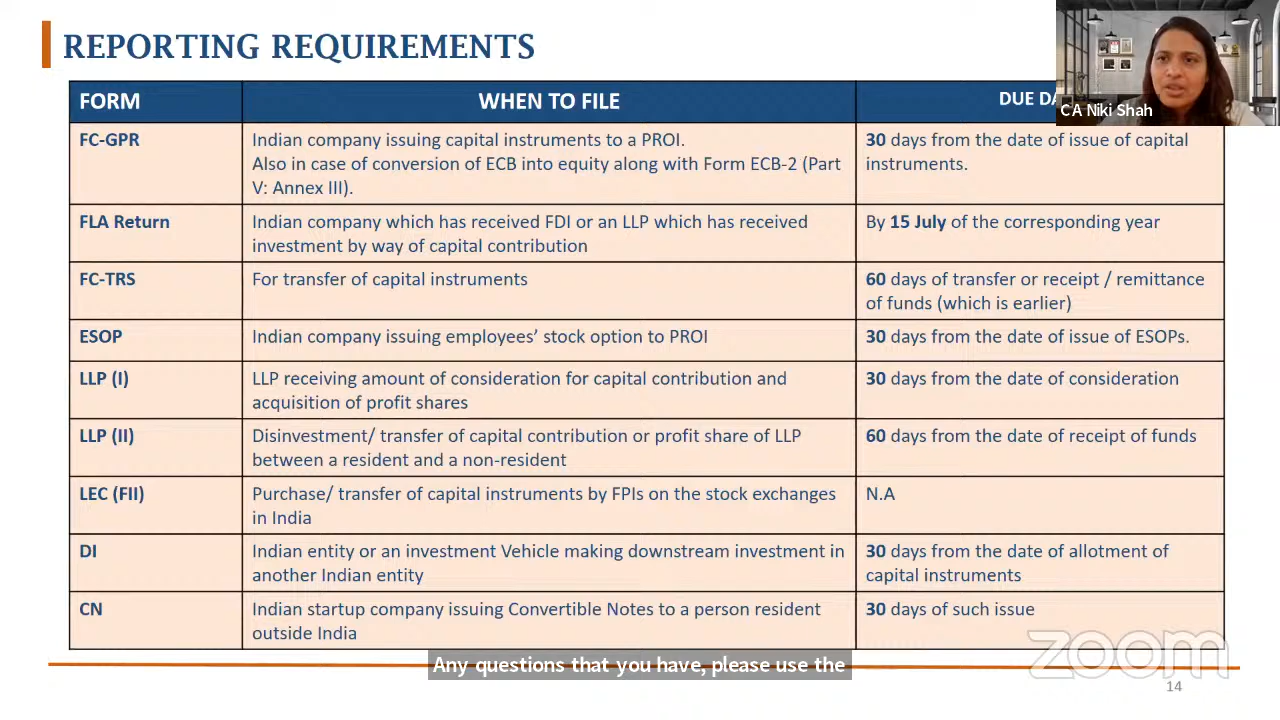 REPORTING REQUIREMENTS
CA Niki Shah
FORM
WHEN TO FILE
DUE DA
FC-GPR
Indian company issuing capital instruments to a PROI.
Also in case of conversion of ECB into equity along with Form ECB-2 (Part
V: Annex III).
30 days from the date of issue of capital
instruments.
FLA Return
Indian company which has received FDI or an LLP which has received
investment by way of capital contribution
By 15 July of the corresponding year
FC-TRS
For transfer of capital instruments
60 days of transfer or receipt / remittance
of funds (which is earlier)
ESOP
Indian company issuing employees’ stock option to PROI
30 days from the date of issue of ESOPs.
LLP (I)
LLP receiving amount of consideration for capital contribution and
acquisition of profit shares
30 days from the date of consideration
LLP (II)
Disinvestment/ transfer of capital contribution or profit share of LLP
between a resident and a non-resident
60 days from the date of receipt of funds
LEC (FII)
Purchase/ transfer of capital instruments by FPIs on the stock exchanges
in India
N.A
DI
Indian entity or an investment Vehicle making downstream investment in
another Indian entity
30 days from the date of allotment of
capital instruments
CN
Indian startup company issuing Convertible Notes to a person resident
outside India
30 days of such issue
zoom
Any questions that you have, please use the
14